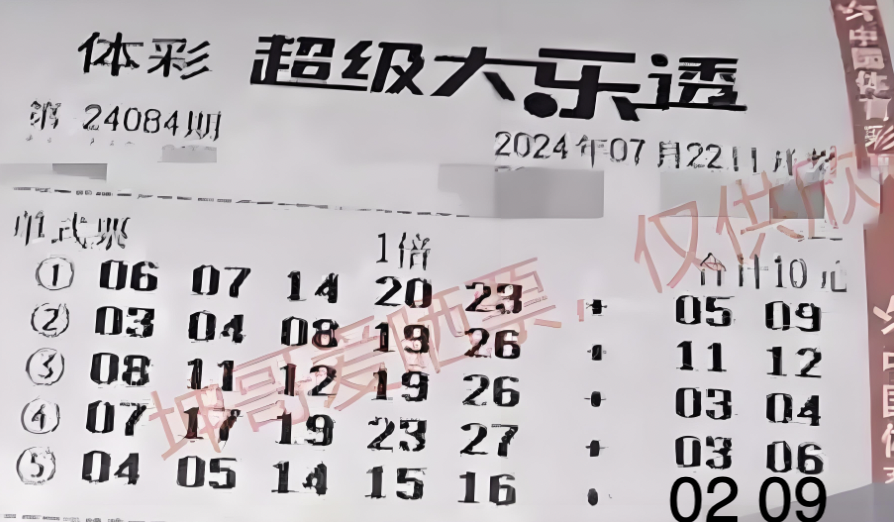 体彩 超级大乐透
第 24084期
2024年07月22日开奖
单式票 1倍 合计10元
① 06 07 14 20 23 + 05 09
② 03 04 08 19 26 + 11 12
③ 08 11 12 19 26 + 03 04
④ 07 17 19 23 27 + 03 06
⑤ 04 05 14 15 16 + 02 09
坤哥爱晒票,仅供欣
中国体育彩
中国体